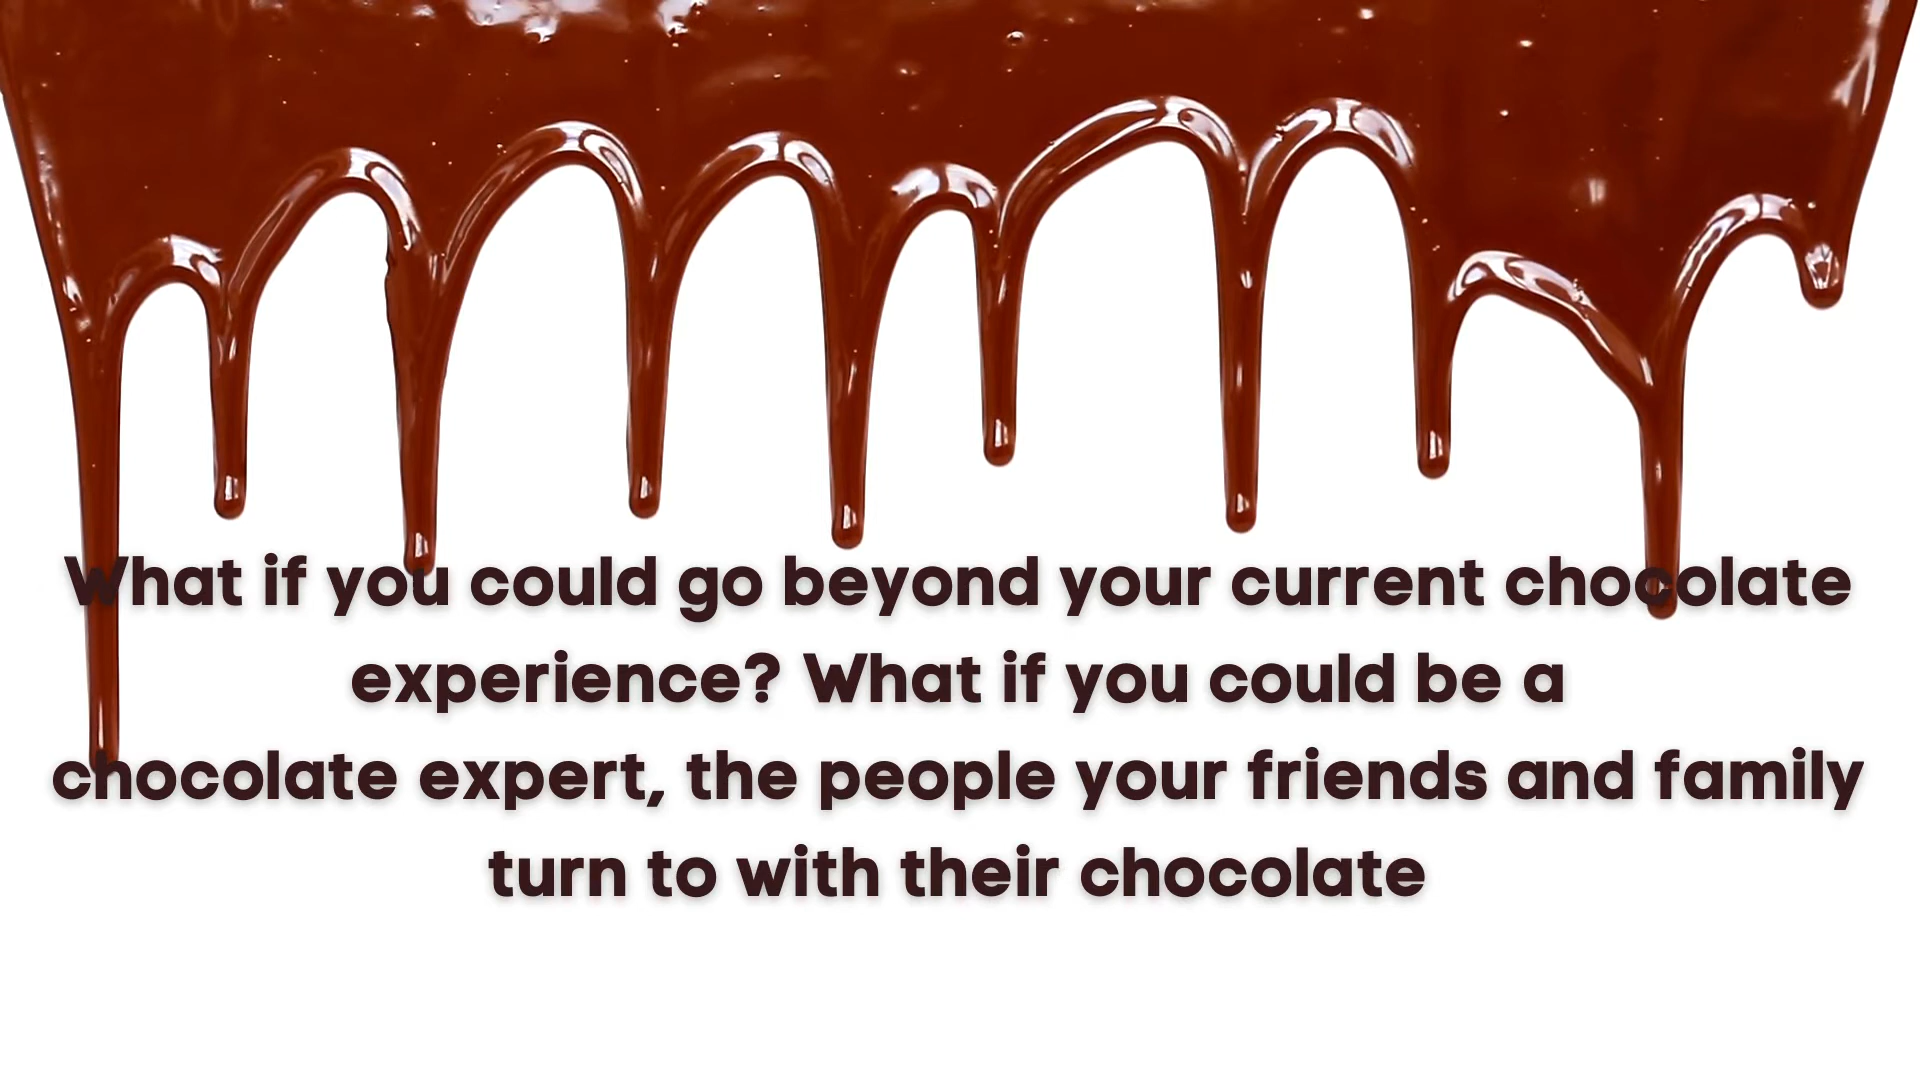 What if you could go beyond your current chocolate
experience? What if you could be a
chocolate expert, the people your friends and family
turn to with their chocolate